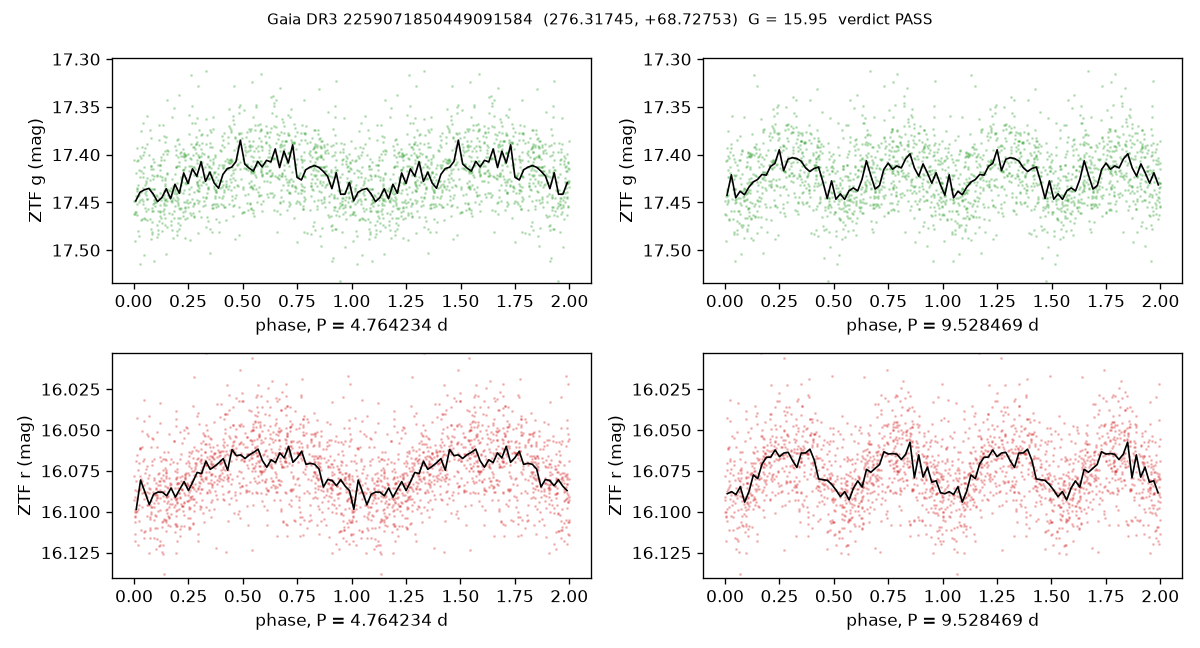 Gaia DR3 2259071850449091584 (276.31745, +68.72753) G = 15.95 verdict PASS
ZTF g (mag)
17.30
17.35
17.40
17.45
17.50
0.00 0.25 0.50 0.75 1.00 1.25 1.50 1.75 2.00
phase, P = 4.764234 d
ZTF g (mag)
17.30
17.35
17.40
17.45
17.50
0.00 0.25 0.50 0.75 1.00 1.25 1.50 1.75 2.00
phase, P = 9.528469 d
ZTF r (mag)
16.025
16.050
16.075
16.100
16.125
0.00 0.25 0.50 0.75 1.00 1.25 1.50 1.75 2.00
phase, P = 4.764234 d
ZTF r (mag)
16.025
16.050
16.075
16.100
16.125
0.00 0.25 0.50 0.75 1.00 1.25 1.50 1.75 2.00
phase, P = 9.528469 d